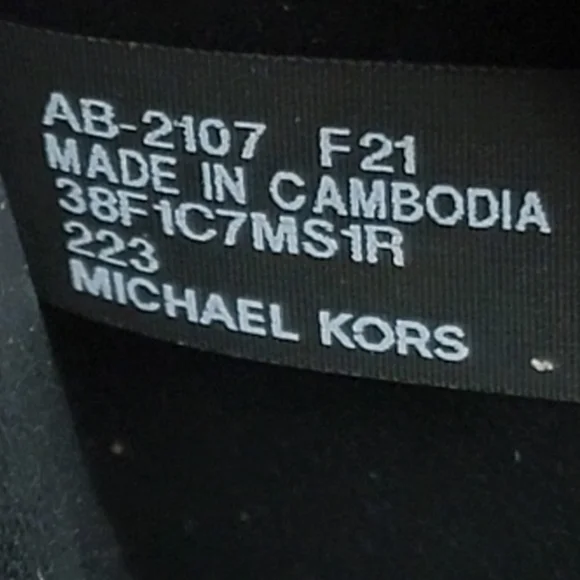 AB-2107 F21
MADE IN CAMBODIA
38F1C7MS1R
223
MICHAEL KORS